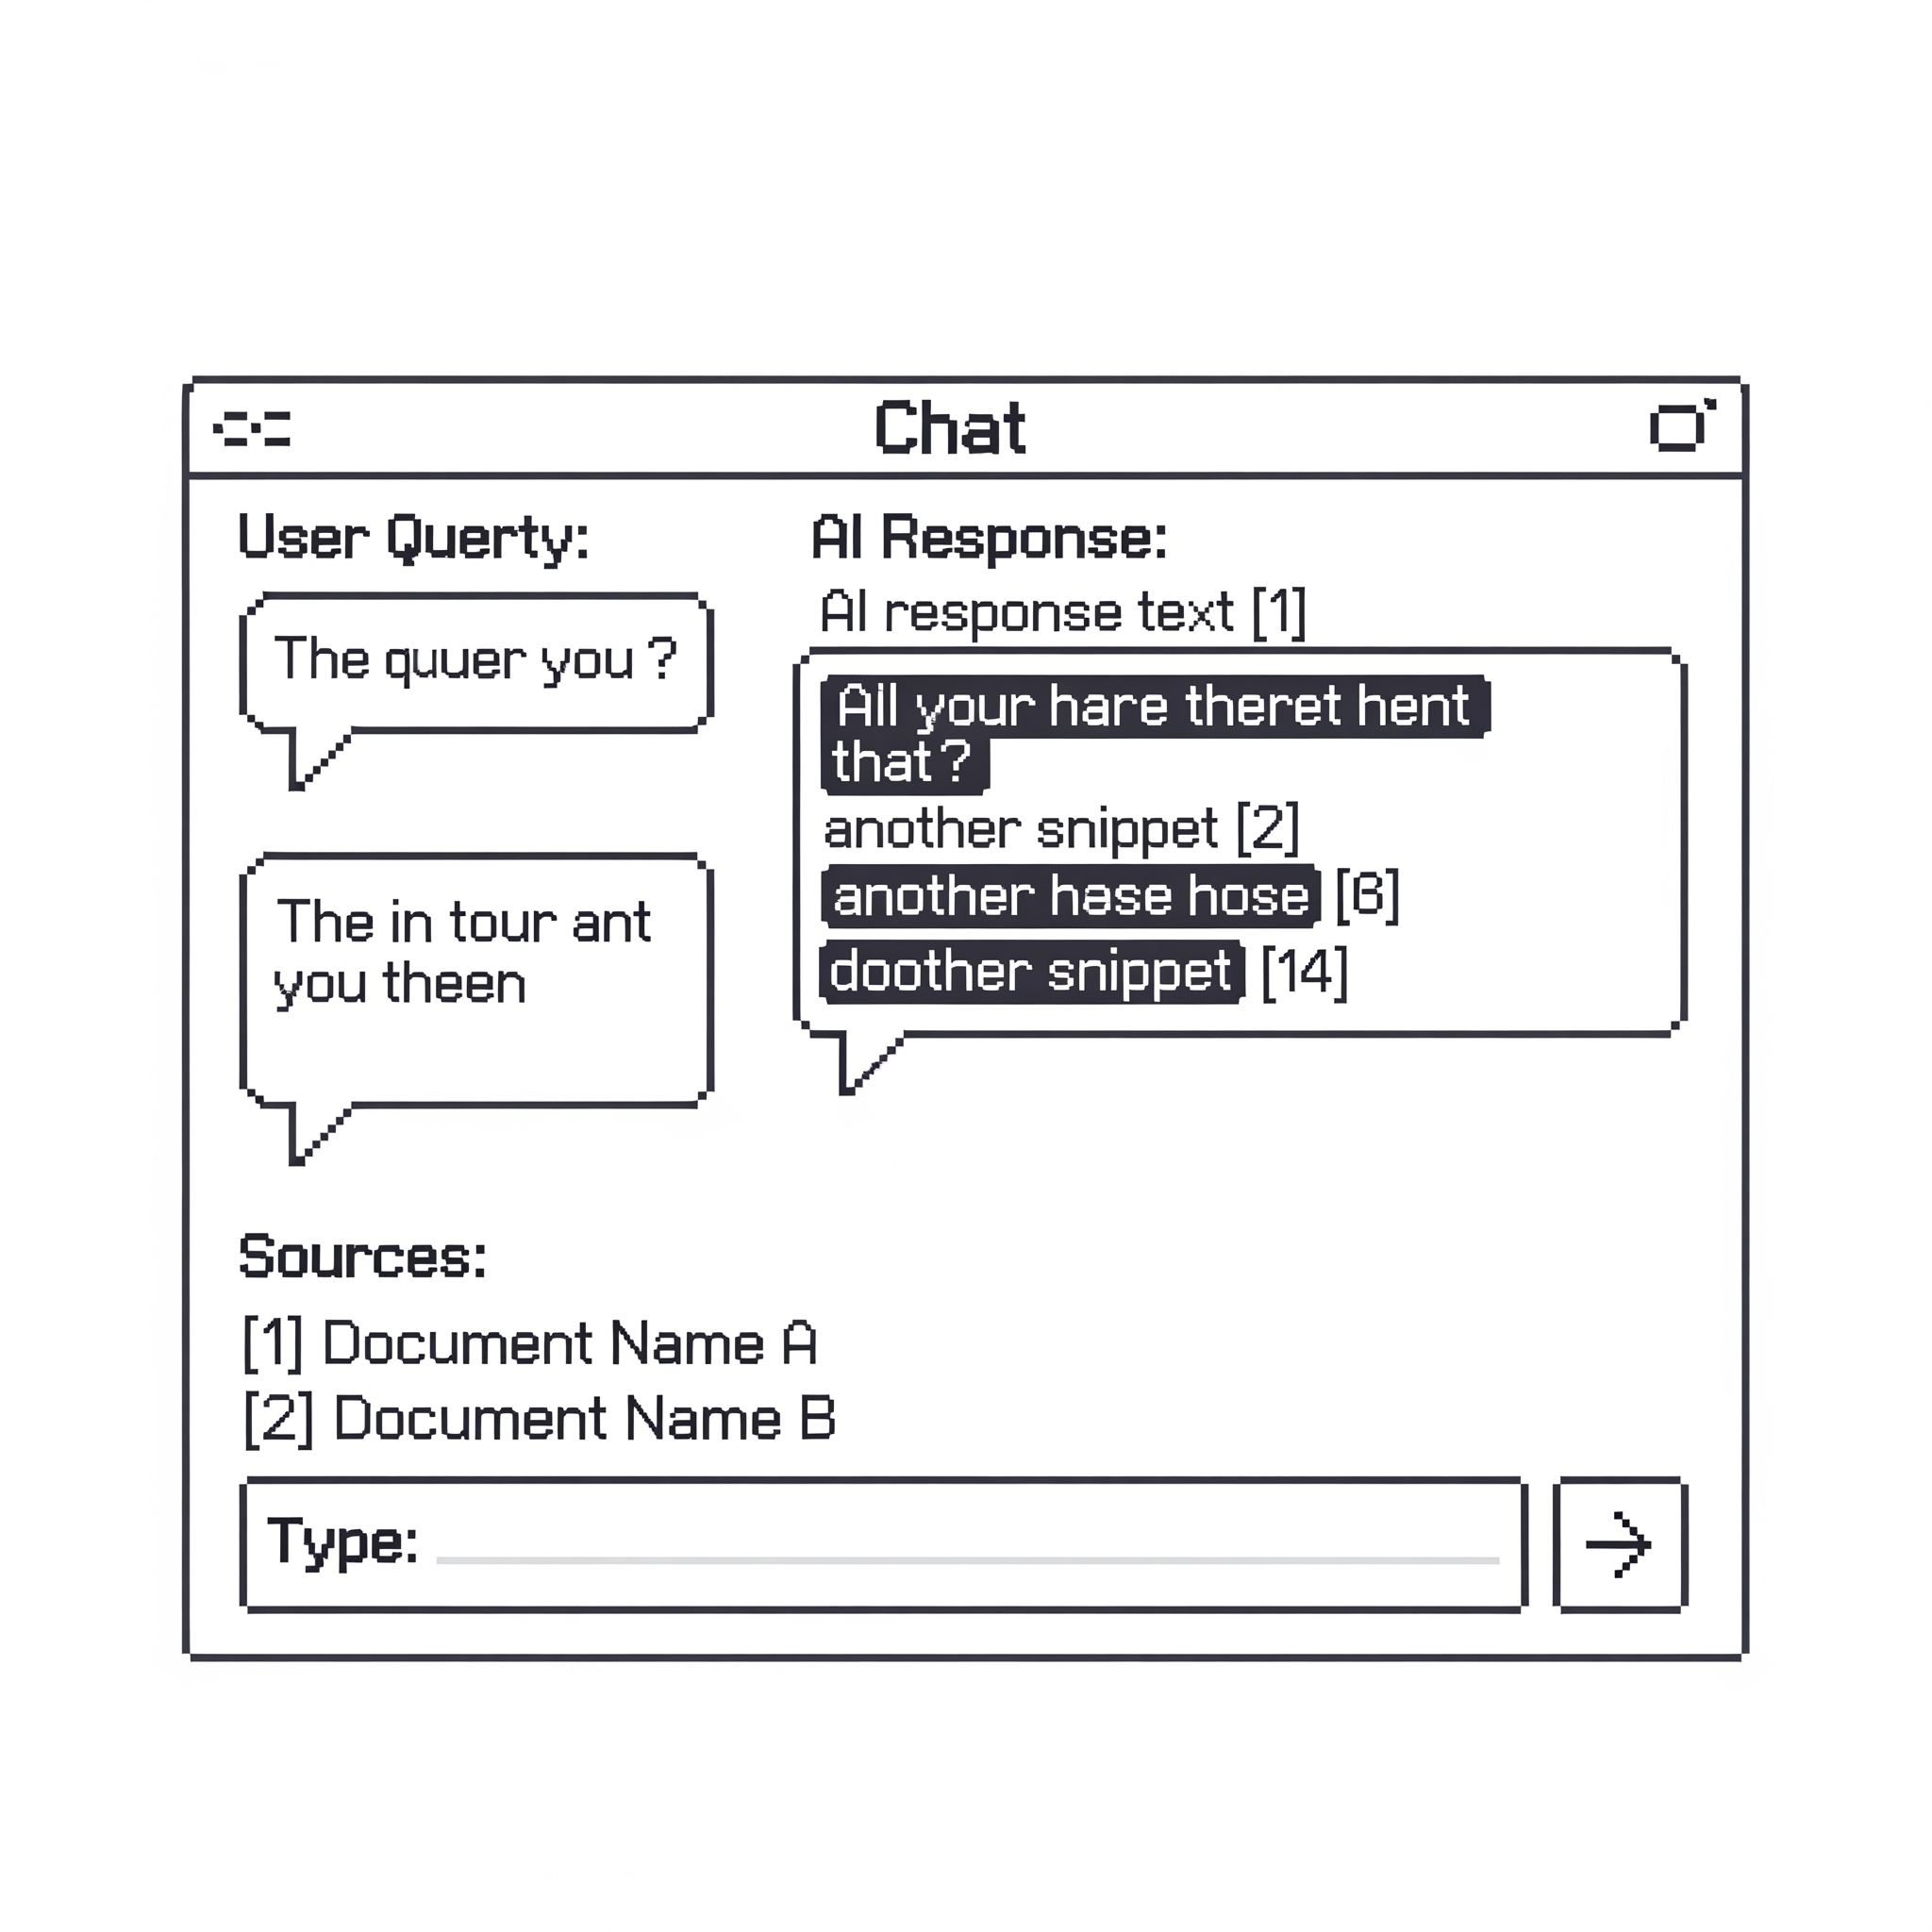 Chat
User Querty:
The quuer you ?
The in tour ant
you theen
AI Response:
AI response text [1]
Ail your hare theret hent
that ?
another snippet [2]
another hase hose [8]
doother snippet [14]
Sources:
[1] Document Name A
[2] Document Name B
Type: